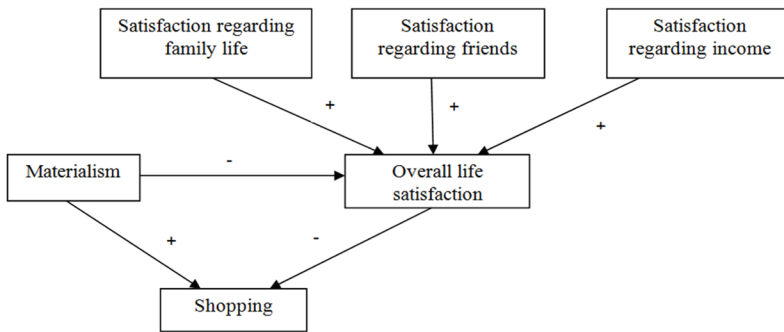 Satisfaction regarding
family life
Satisfaction
regarding friends
Satisfaction
regarding income
+
+
+
Materialism
-
Overall life
satisfaction
+
-
Shopping